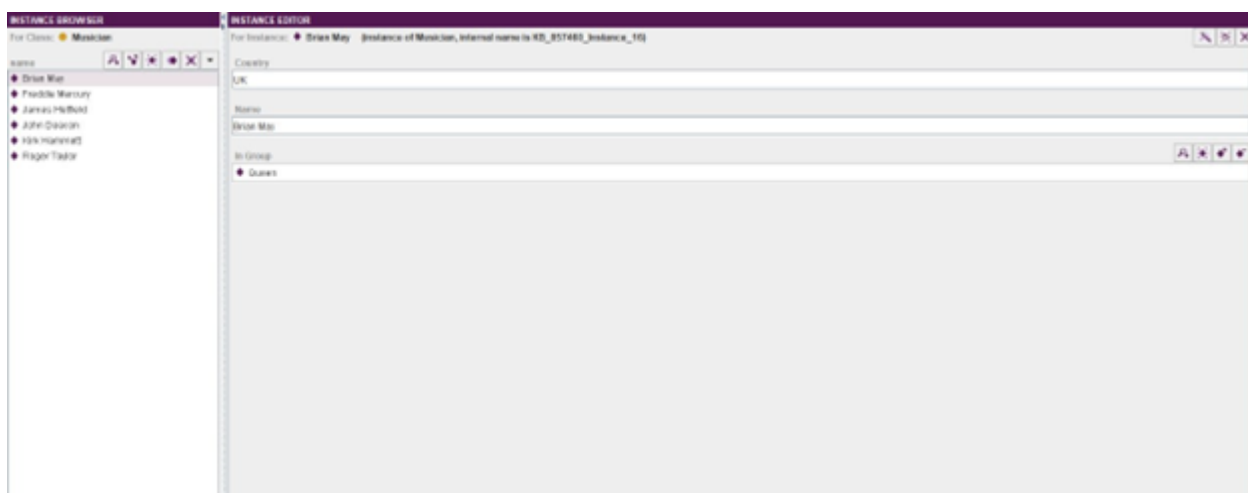 INSTANCE BROWSER
For Class: Musician
name
Brian May
Freddie Mercury
James Hetfield
John Deacon
Kirk Hammett
Roger Taylor
INSTANCE EDITOR
For Instance: Brian May (instance of Musician, internal name is KB_857460_Instance_16)
Country
UK
Name
Brian May
In Group
Queen